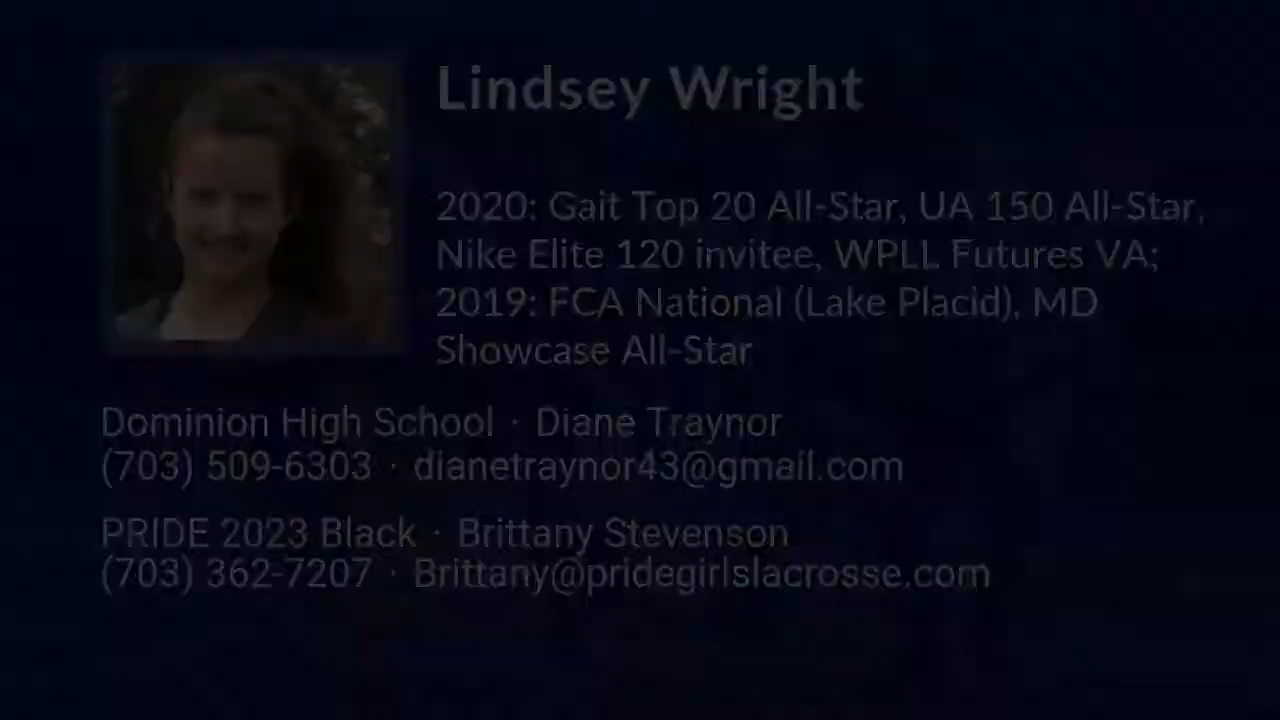 Lindsey Wright
2020: Gait Top 20 All-Star, UA 150 All-Star,
Nike Elite 120 invitee, WPLL Futures VA;
2019: FCA National (Lake Placid), MD
Showcase All-Star
Dominion High School · Diane Traynor
(703) 509-6303 · dianetraynor43@gmail.com
PRIDE 2023 Black · Brittany Stevenson
(703) 362-7207 · Brittany@pridegirlslacrosse.com